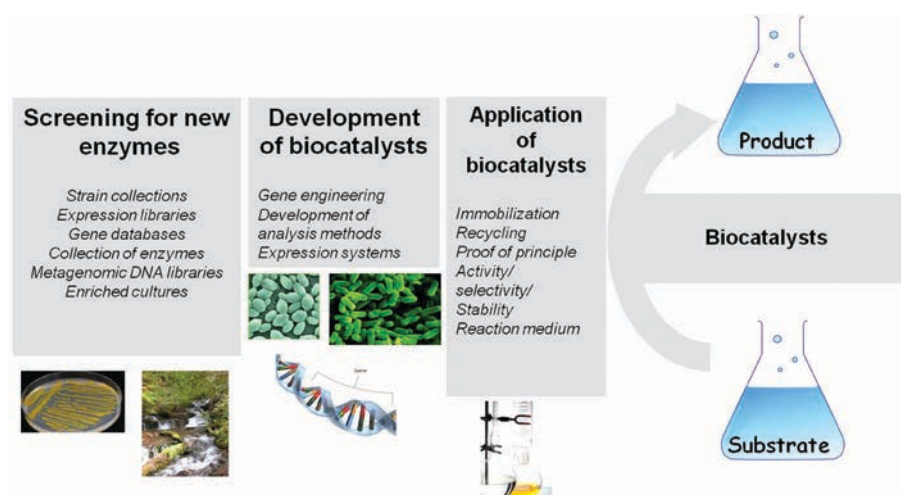 Screening for new
enzymes
Strain collections
Expression libraries
Gene databases
Collection of enzymes
Metagenomic DNA libraries
Enriched cultures
Development
of biocatalysts
Gene engineering
Development of
analysis methods
Expression systems
Gene
Application
of
biocatalysts
Immobilization
Recycling
Proof of principle
Activity/
selectivity/
Stability
Reaction medium
Product
Biocatalysts
Substrate